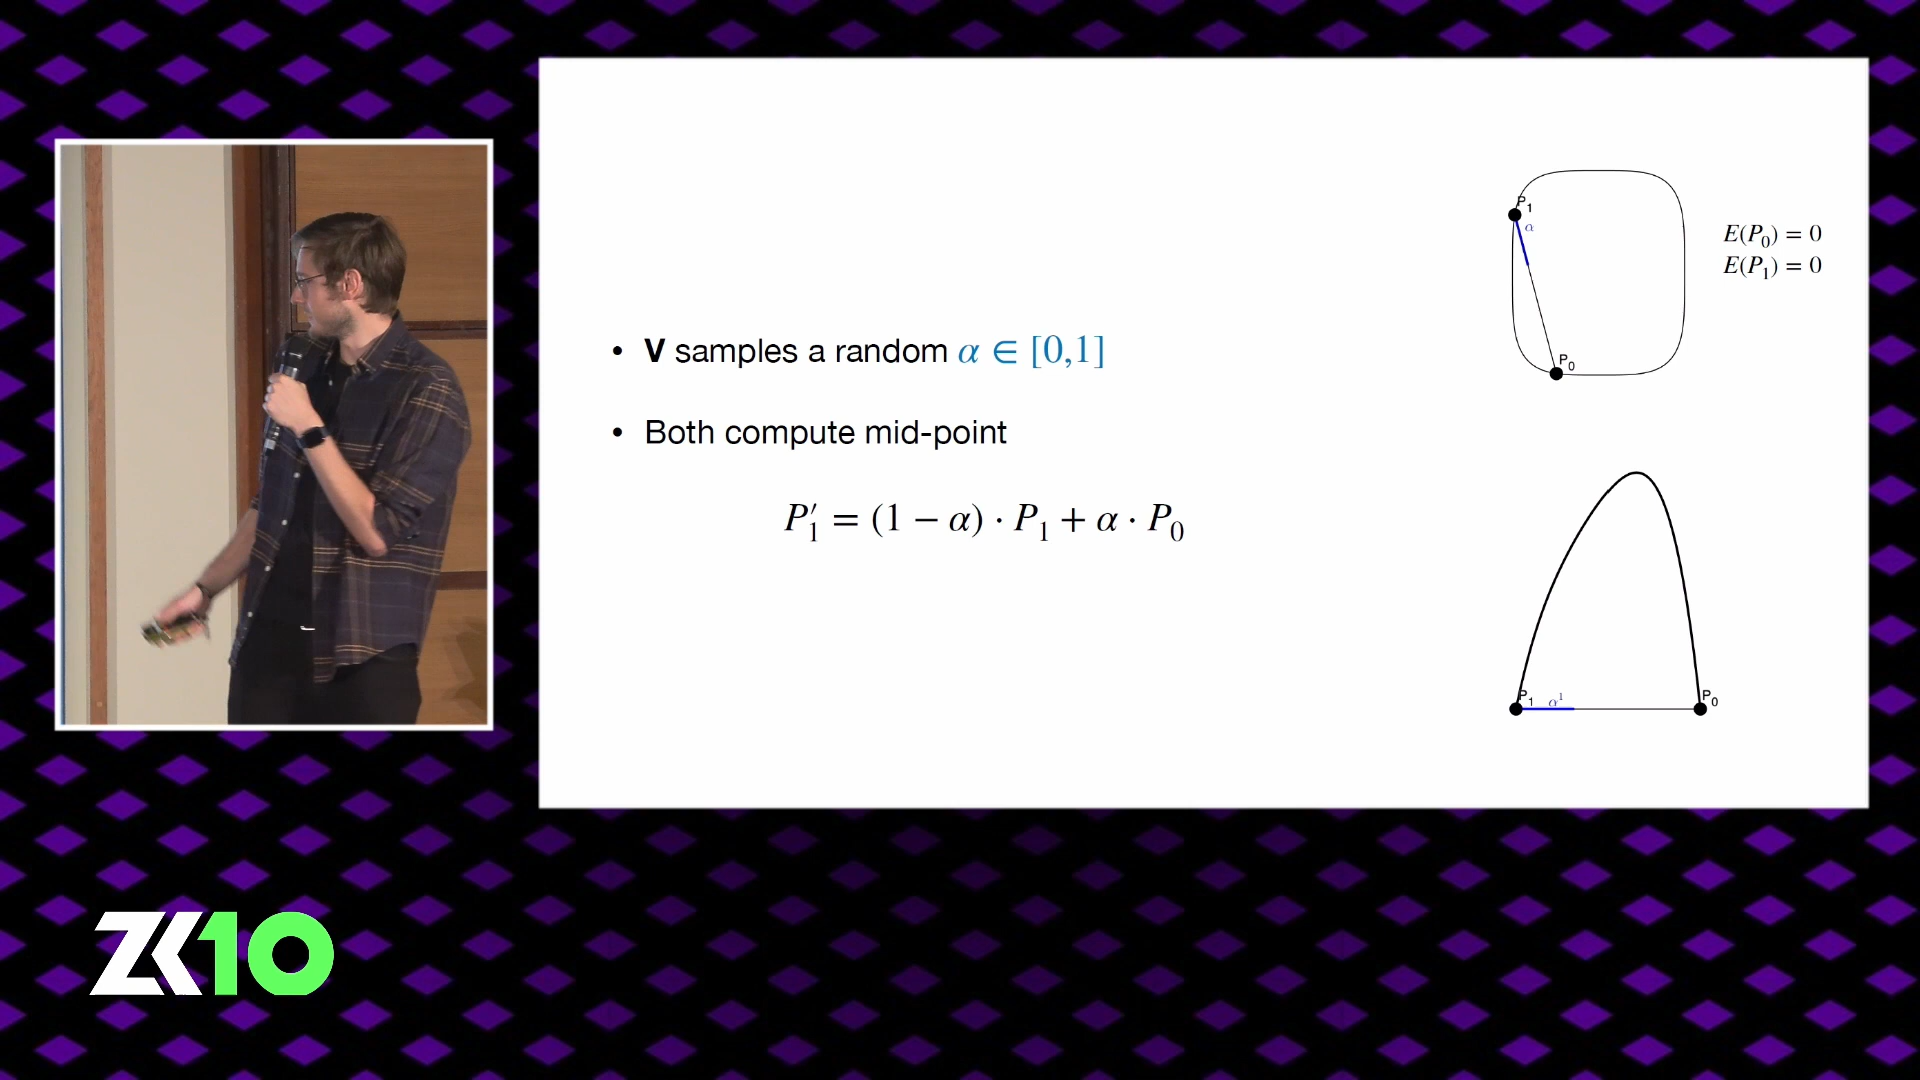 • V samples a random α ∈ [0,1]
• Both compute mid-point
P′₁ = (1 − α) · P₁ + α · P₀
P₁
α
E(P₀) = 0
E(P₁) = 0
P₀
P₁ α¹ P₀
ZK10